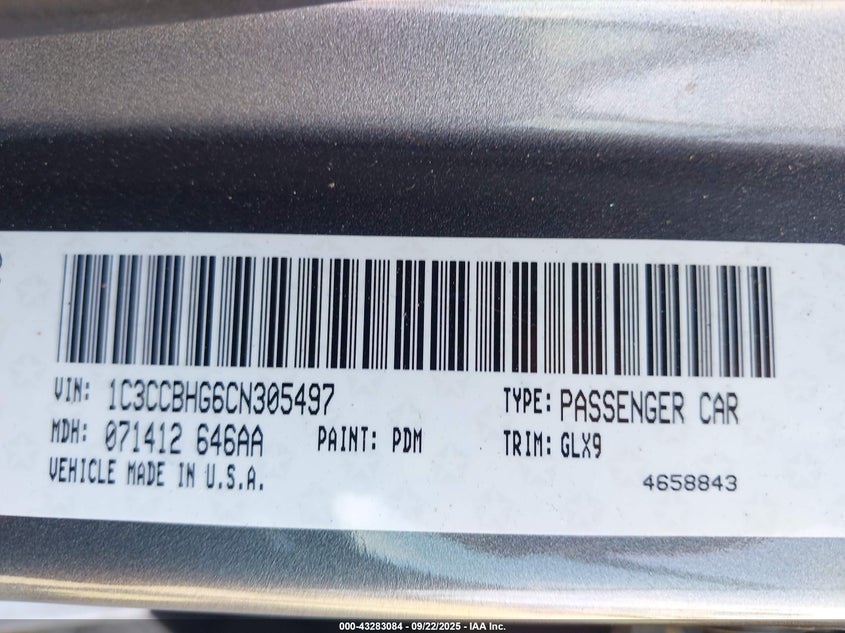 VIN: 1C3CCBHG6CN305497 TYPE: PASSENGER CAR
MDH: 071412 646AA PAINT: PDM TRIM: GLX9
VEHICLE MADE IN U.S.A. 4658843
000-43283084 - 09/22/2025 - IAA Inc.